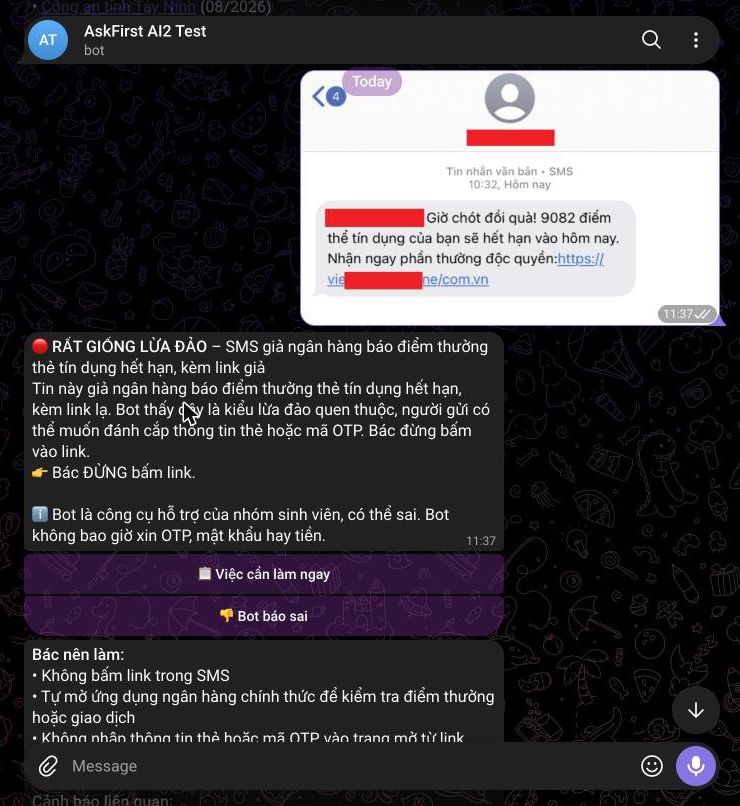 • Công an tỉnh Tây Ninh (08/2026)
AT
AskFirst AI2 Test
bot
Today
4
Tin nhắn văn bản • SMS
10:32, Hôm nay
Giờ chót đổi quà! 9082 điểm
thể tín dụng của bạn sẽ hết hạn vào hôm nay.
Nhận ngay phần thưởng độc quyền:https://
vie ne/com.vn
11:37
🔴 RẤT GIỐNG LỪA ĐẢO – SMS giả ngân hàng báo điểm thưởng
thẻ tín dụng hết hạn, kèm link giả
Tin này giả ngân hàng báo điểm thưởng thẻ tín dụng hết hạn,
kèm link lạ. Bot thấy đây là kiểu lừa đảo quen thuộc, người gửi có
thể muốn đánh cắp thông tin thẻ hoặc mã OTP. Bác đừng bấm
vào link.
👉 Bác ĐỪNG bấm link.
ℹ️ Bot là công cụ hỗ trợ của nhóm sinh viên, có thể sai. Bot
không bao giờ xin OTP, mật khẩu hay tiền.
11:37
📋 Việc cần làm ngay
👎 Bot báo sai
Bác nên làm:
• Không bấm link trong SMS
• Tự mở ứng dụng ngân hàng chính thức để kiểm tra điểm thưởng
hoặc giao dịch
• Không nhập thông tin thẻ hoặc mã OTP vào trang mở từ link
Message
Cảnh báo liên quan: